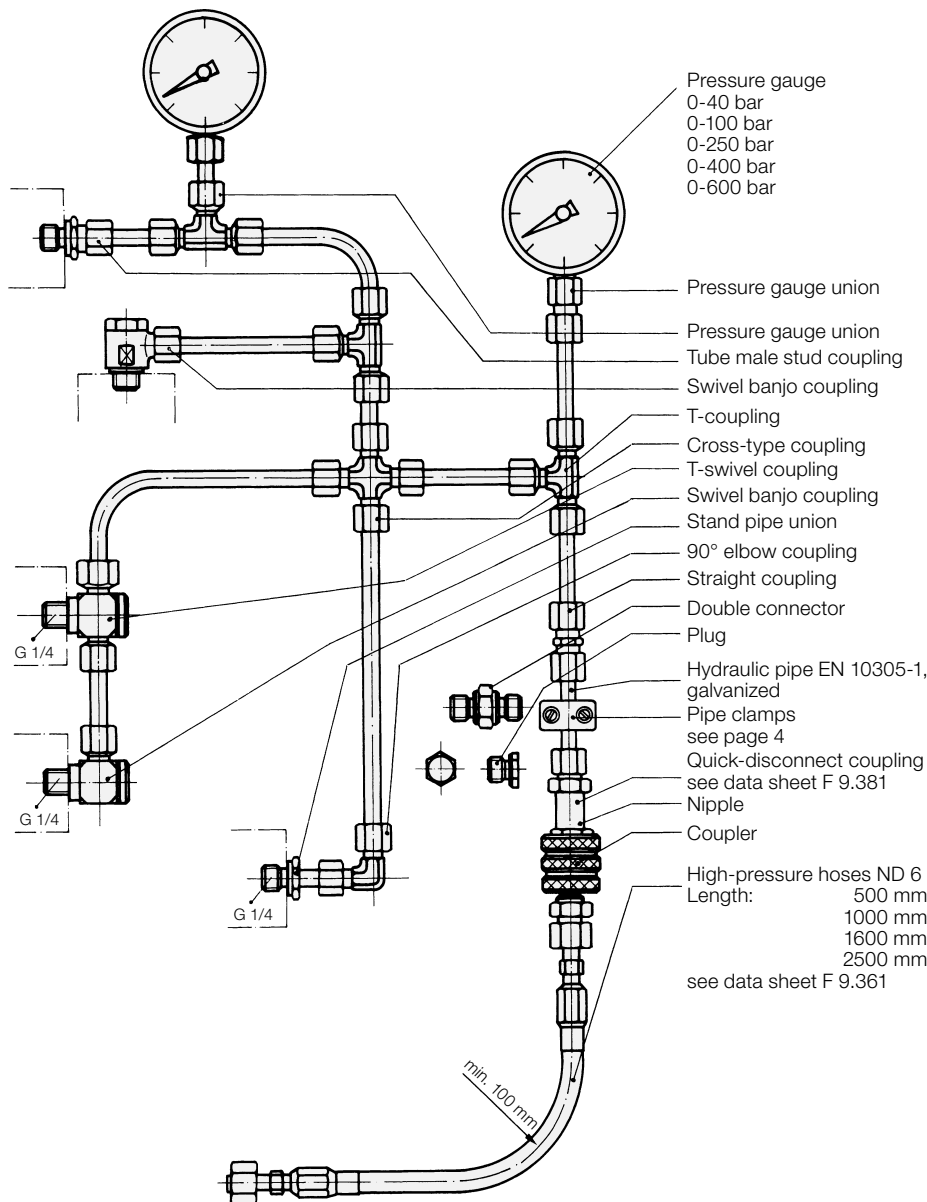 Pressure gauge
0-40 bar
0-100 bar
0-250 bar
0-400 bar
0-600 bar
Pressure gauge union
Pressure gauge union
Tube male stud coupling
Swivel banjo coupling
T-coupling
Cross-type coupling
T-swivel coupling
Swivel banjo coupling
Stand pipe union
90° elbow coupling
Straight coupling
Double connector
Plug
Hydraulic pipe EN 10305-1,
galvanized
Pipe clamps
see page 4
Quick-disconnect coupling
see data sheet F 9.381
Nipple
Coupler
High-pressure hoses ND 6
Length: 500 mm
1000 mm
1600 mm
2500 mm
see data sheet F 9.361
G 1/4
G 1/4
G 1/4
min. 100 mm